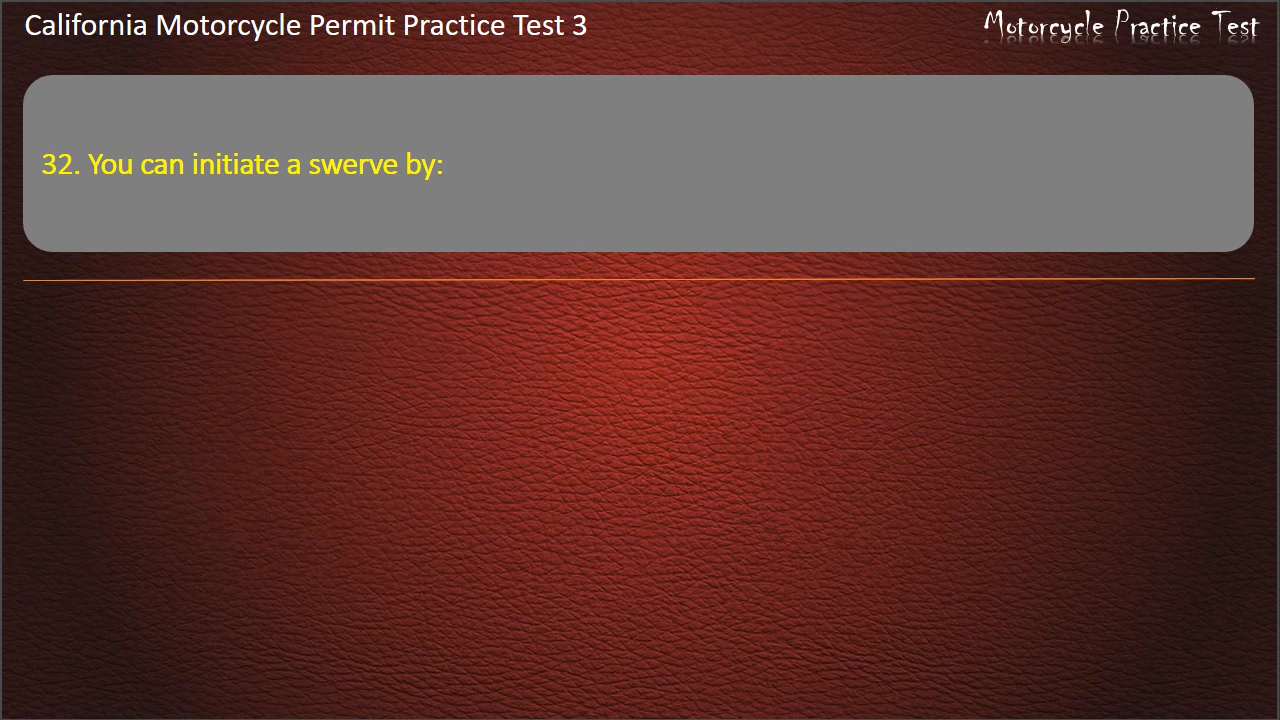 California Motorcycle Permit Practice Test 3
Motorcycle Practice Test
32. You can initiate a swerve by: